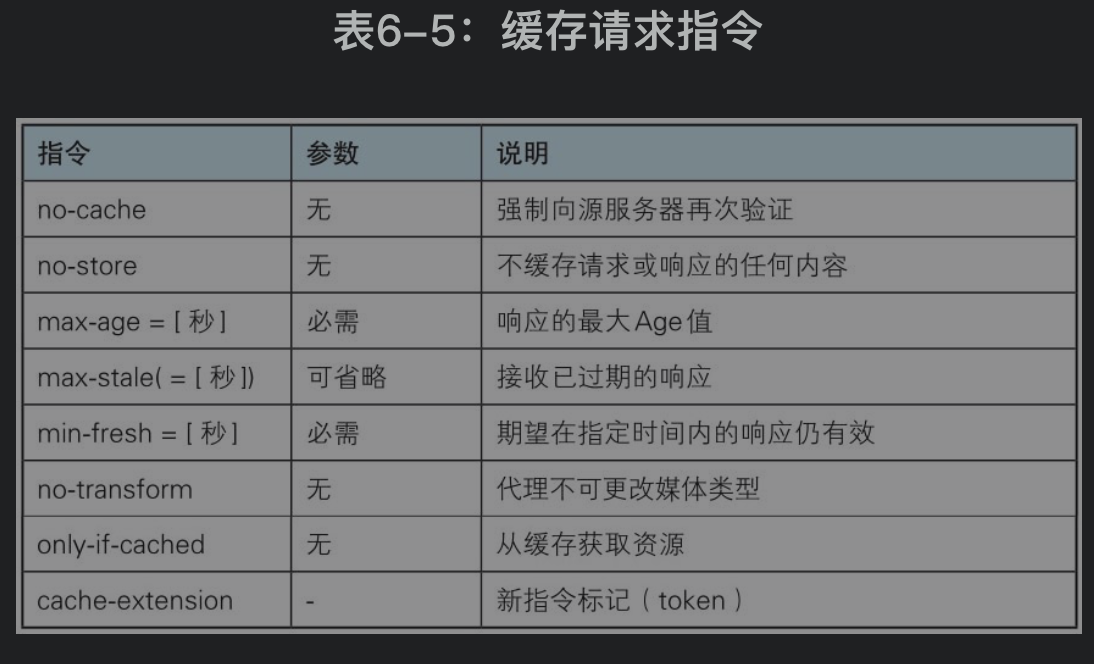 表6–5：缓存请求指令
指令 参数 说明
no-cache 无 强制向源服务器再次验证
no-store 无 不缓存请求或响应的任何内容
max-age = [ 秒 ] 必需 响应的最大Age值
max-stale( = [ 秒 ]) 可省略 接收已过期的响应
min-fresh = [ 秒 ] 必需 期望在指定时间内的响应仍有效
no-transform 无 代理不可更改媒体类型
only-if-cached 无 从缓存获取资源
cache-extension - 新指令标记（token）